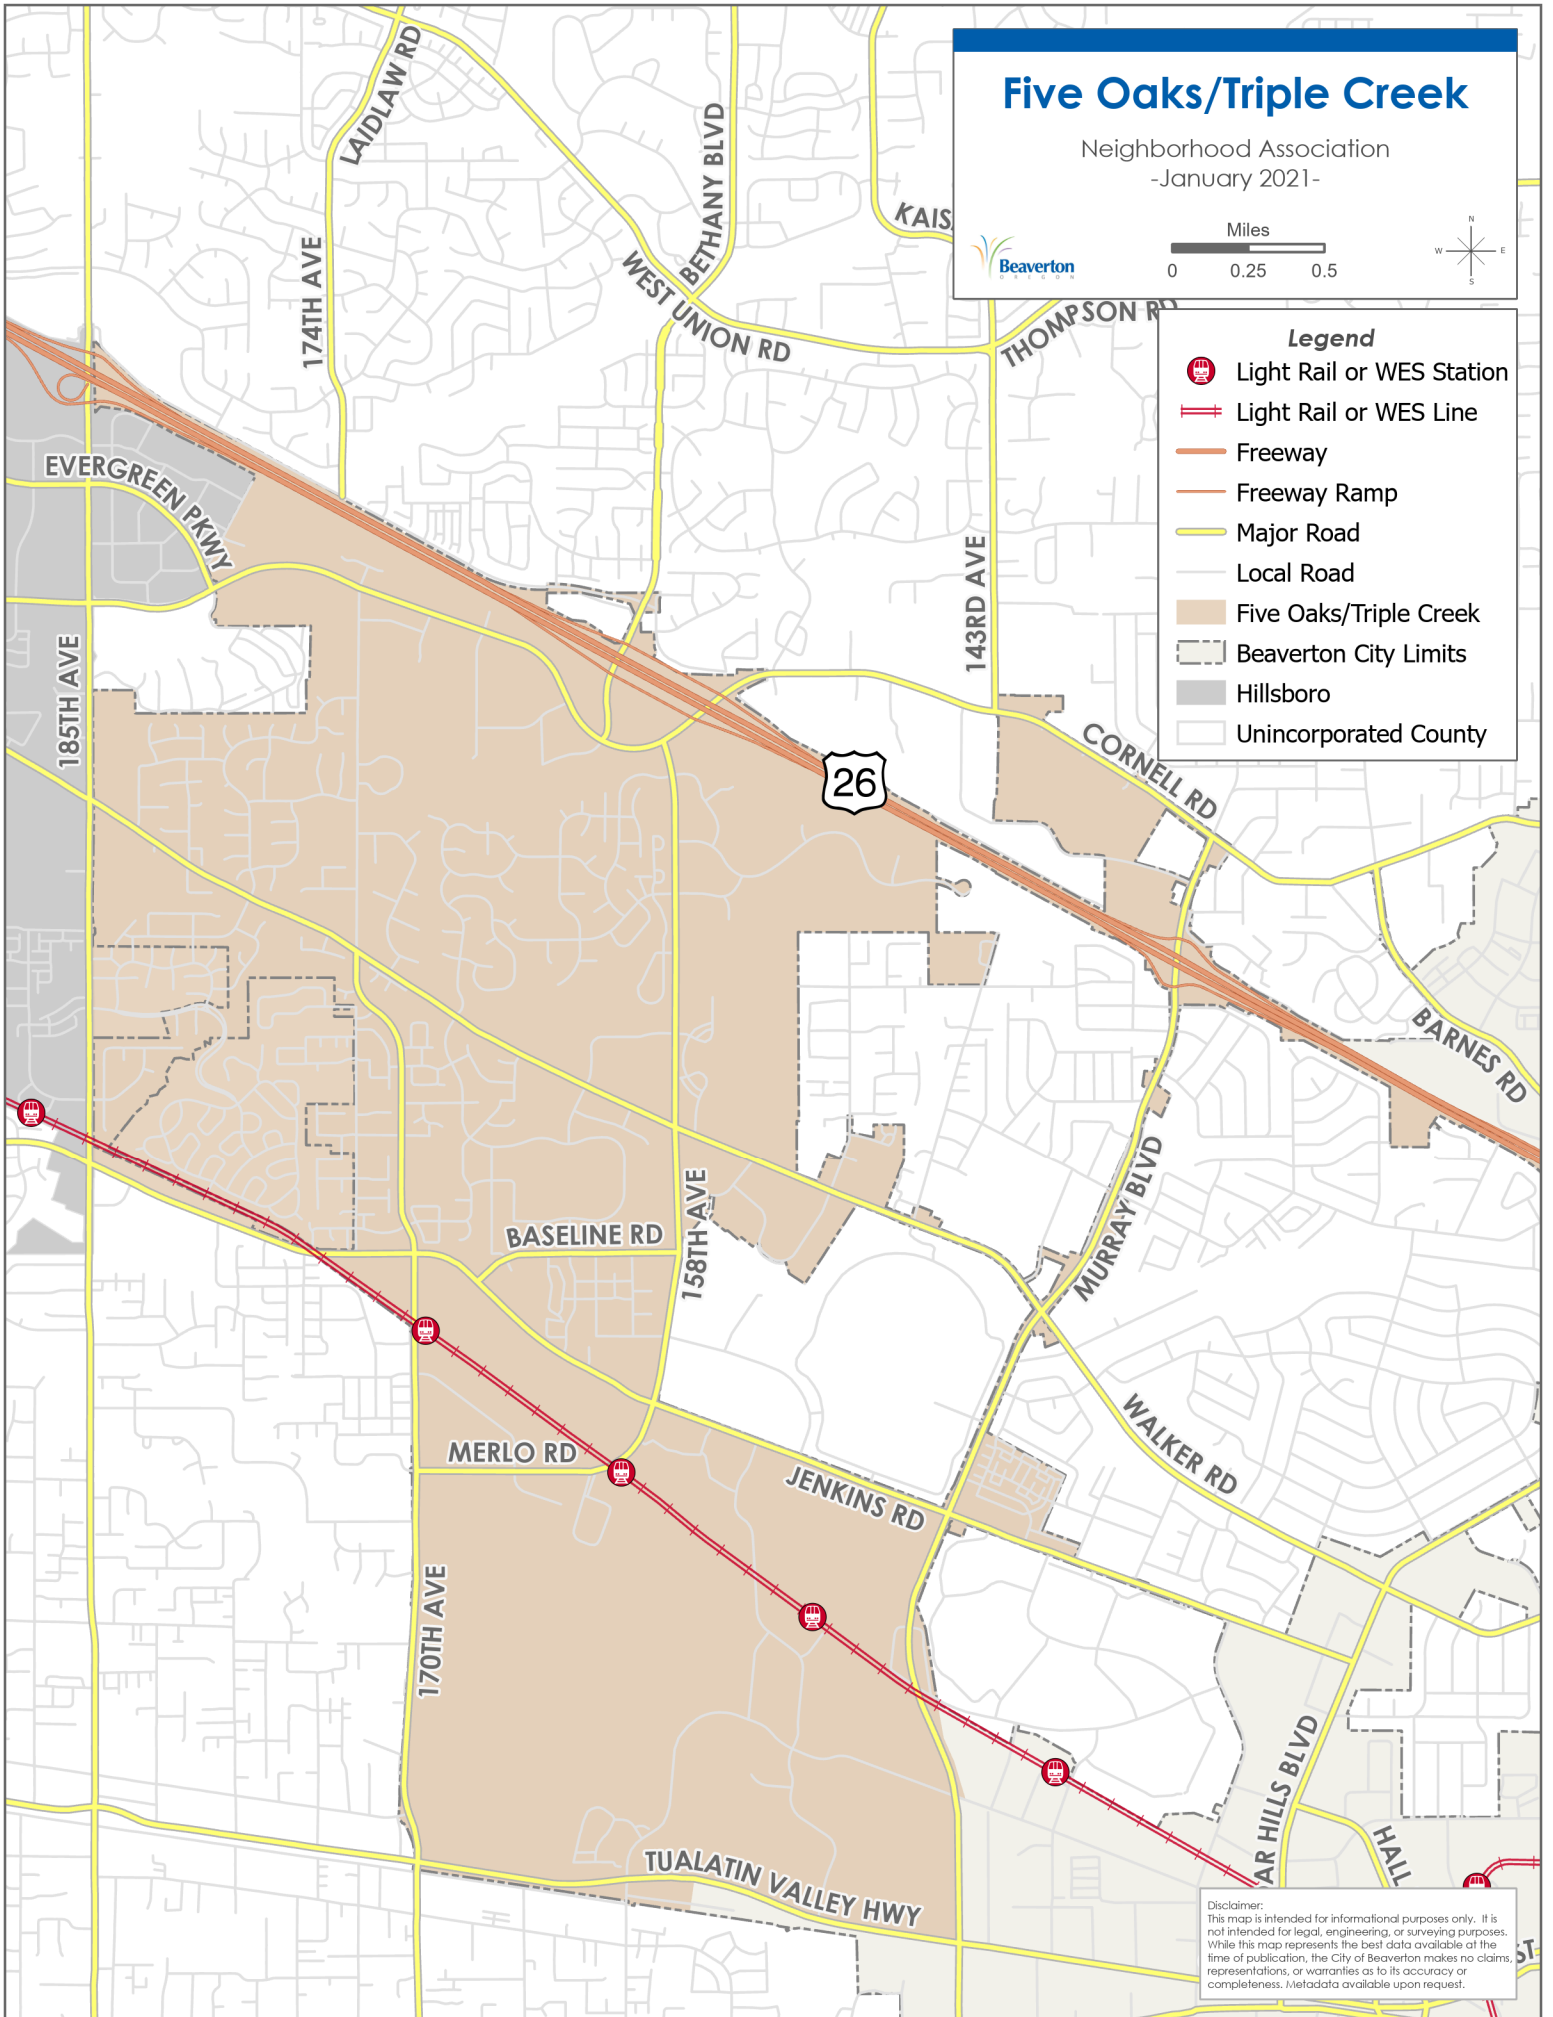 Five Oaks/Triple Creek
Neighborhood Association
-January 2021-
Miles
0 0.25 0.5
N
W E
S
Beaverton
OREGON
Legend
Light Rail or WES Station
Light Rail or WES Line
Freeway
Freeway Ramp
Major Road
Local Road
Five Oaks/Triple Creek
Beaverton City Limits
Hillsboro
Unincorporated County
LAIDLAW RD
BETHANY BLVD
KAIS
174TH AVE
WEST UNION RD
THOMPSON RD
EVERGREEN PKWY
143RD AVE
185TH AVE
26
CORNELL RD
BARNES RD
MURRAY BLVD
158TH AVE
BASELINE RD
WALKER RD
MERLO RD
JENKINS RD
170TH AVE
AR HILLS BLVD
HALL
TUALATIN VALLEY HWY
ST
Disclaimer:
This map is intended for informational purposes only. It is
not intended for legal, engineering, or surveying purposes.
While this map represents the best data available at the
time of publication, the City of Beaverton makes no claims,
representations, or warranties as to its accuracy or
completeness. Metadata available upon request.